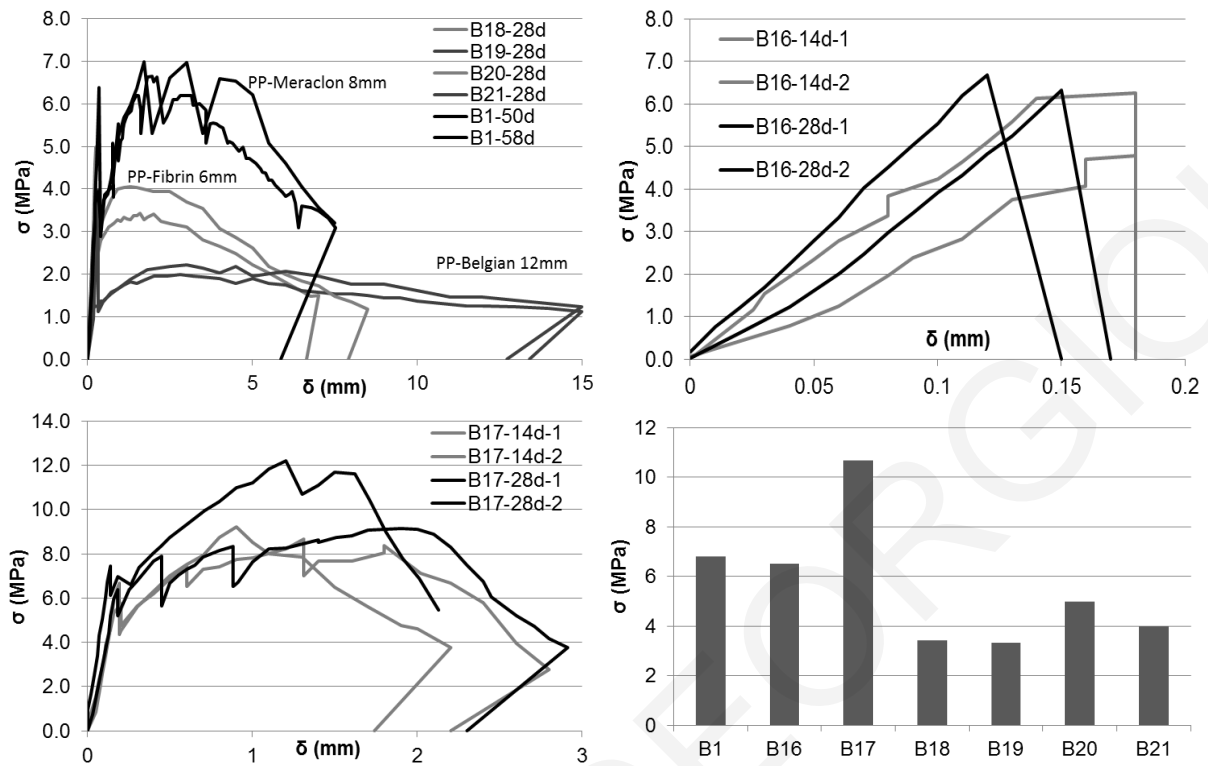 8.0
7.0
6.0
5.0
4.0
3.0
2.0
1.0
0.0
σ (MPa)
0
5
10
15
δ (mm)
B18-28d
B19-28d
B20-28d
B21-28d
B1-50d
B1-58d
PP-Meraclon 8mm
PP-Fibrin 6mm
PP-Belgian 12mm
8.0
7.0
6.0
5.0
4.0
3.0
2.0
1.0
0.0
σ (MPa)
B16-14d-1
B16-14d-2
B16-28d-1
B16-28d-2
δ (mm)
0
0.05
0.1
0.15
0.2
14.0
12.0
10.0
8.0
6.0
4.0
2.0
0.0
σ (MPa)
B17-14d-1
B17-14d-2
B17-28d-1
B17-28d-2
0
1
2
3
δ (mm)
12
10
8
6
4
2
0
σ (MPa)
B1
B16
B17
B18
B19
B20
B21